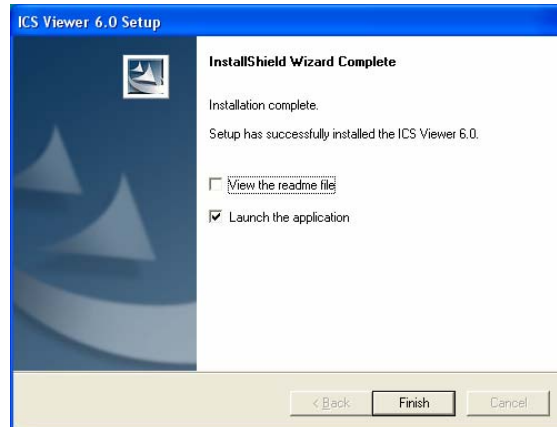 ICS Viewer 6.0 Setup
InstallShield Wizard Complete
Installation complete.
Setup has successfully installed the ICS Viewer 6.0.
View the readme file
Launch the application
< Back Finish Cancel